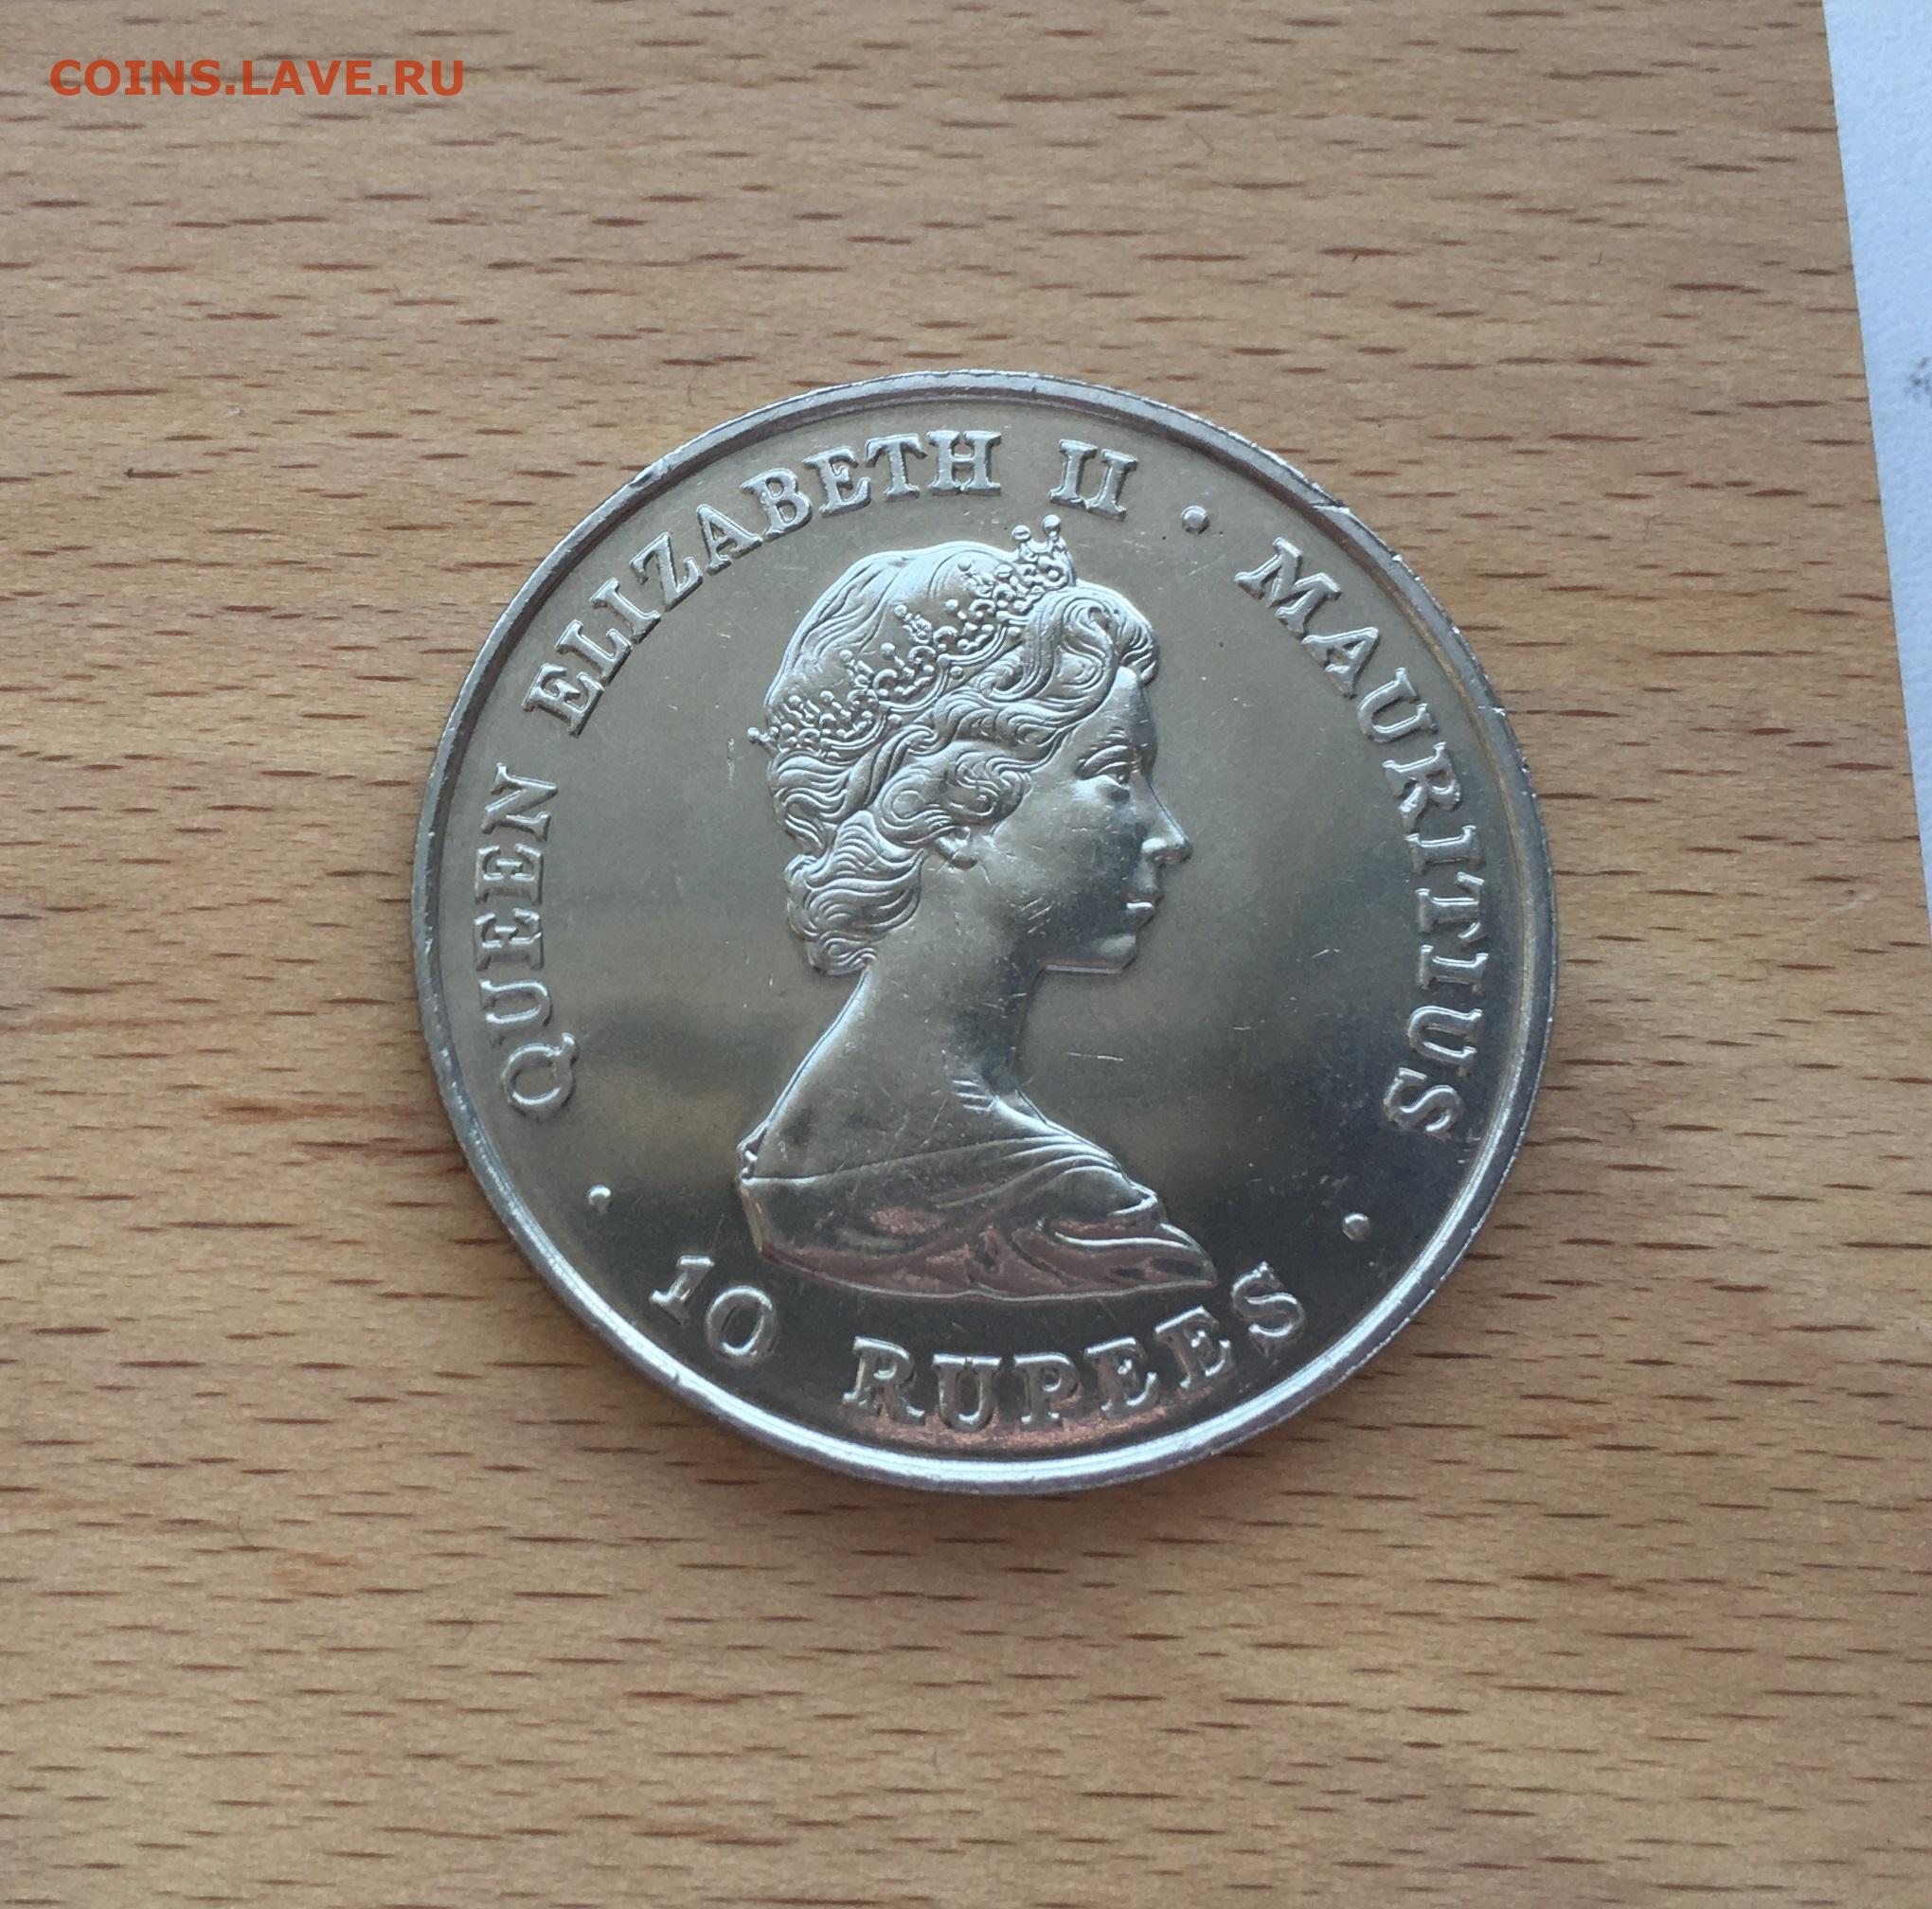 COINS.LAVE.RU
QUEEN ELIZABETH II · MAURITIUS
· 10 RUPEES ·